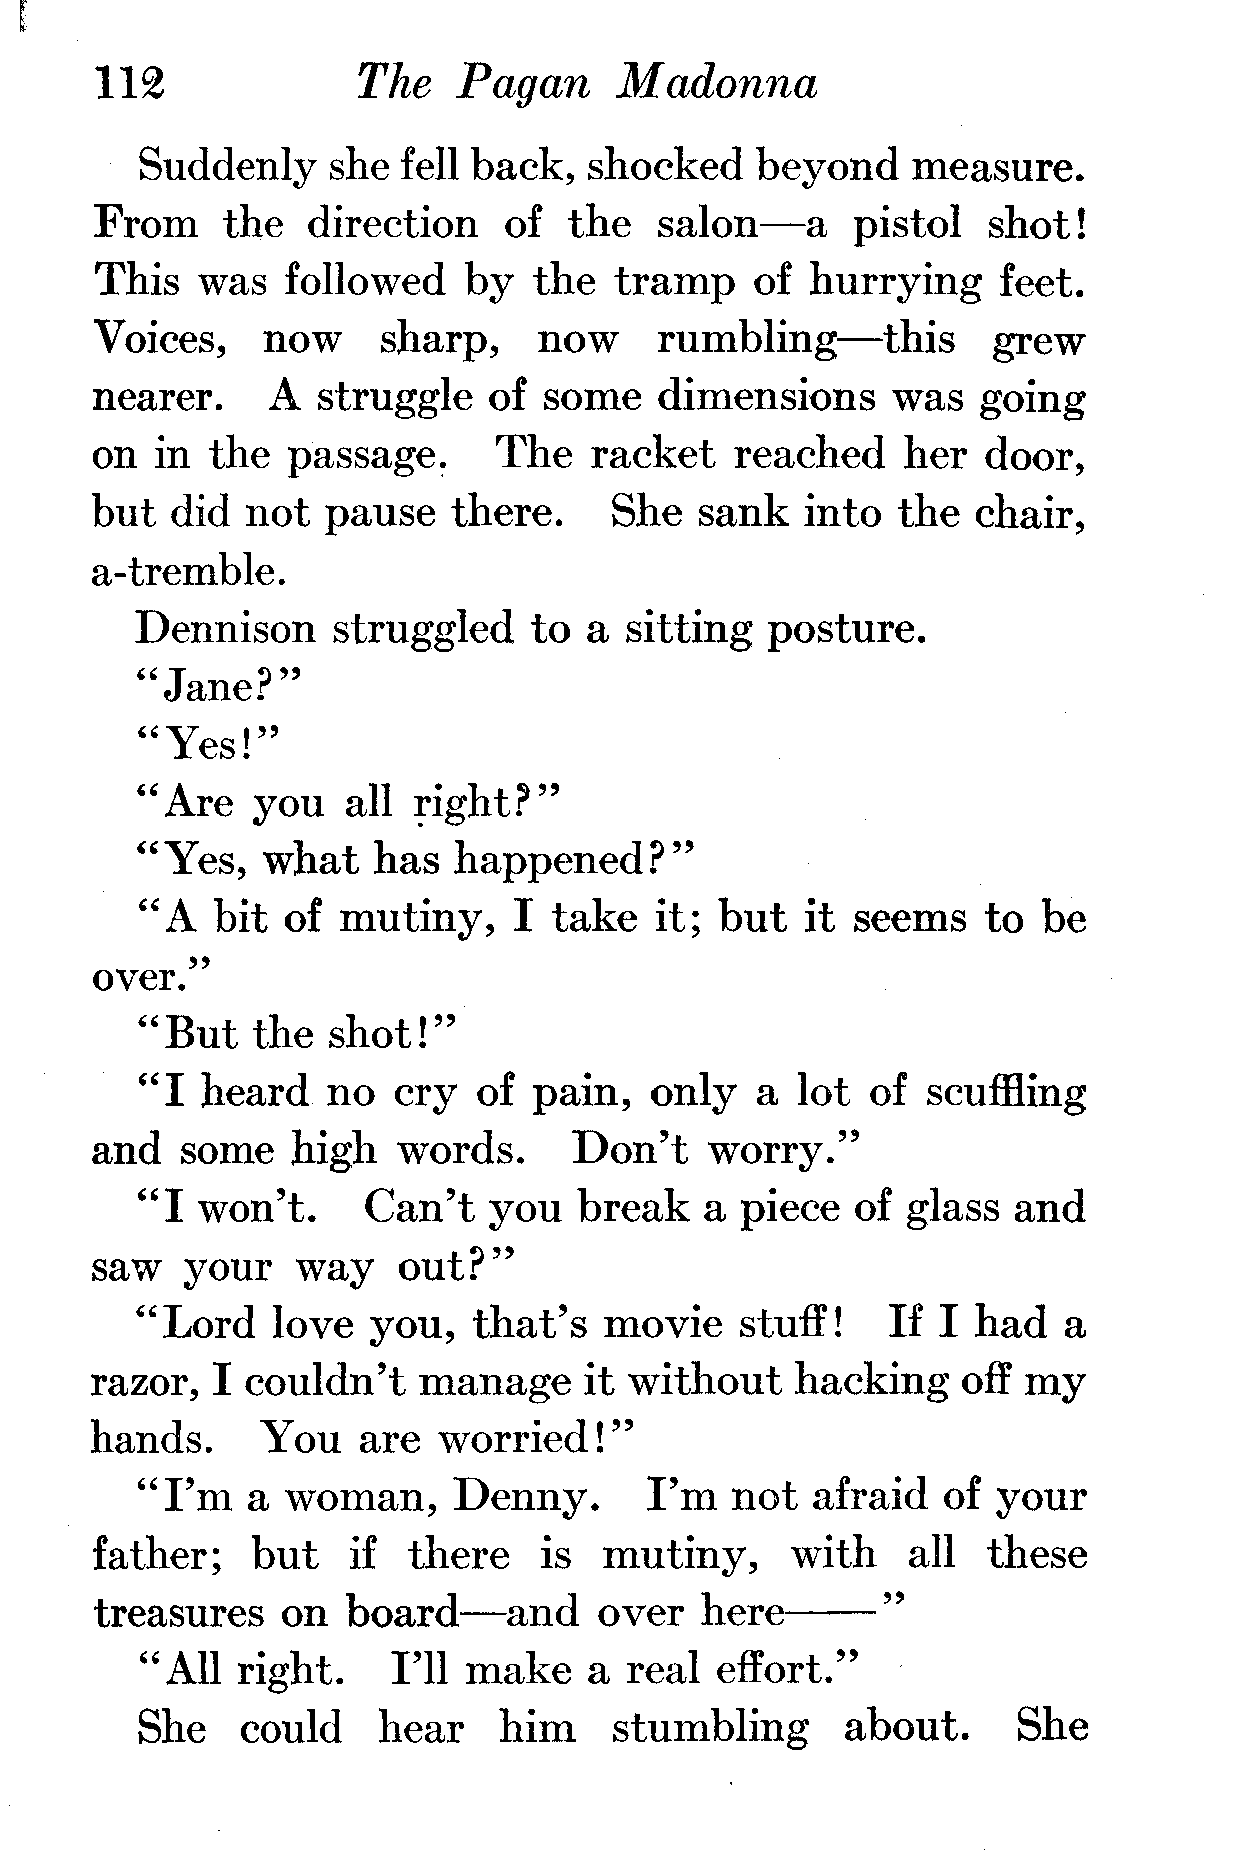 112 The Pagan Madonna
Suddenly she fell back, shocked beyond measure.
From the direction of the salon—a pistol shot!
This was followed by the tramp of hurrying feet.
Voices, now sharp, now rumbling—this grew
nearer. A struggle of some dimensions was going
on in the passage. The racket reached her door,
but did not pause there. She sank into the chair,
a-tremble.
Dennison struggled to a sitting posture.
“Jane?”
“Yes!”
“Are you all right?”
“Yes, what has happened?”
“A bit of mutiny, I take it; but it seems to be
over.”
“But the shot!”
“I heard no cry of pain, only a lot of scuffling
and some high words. Don’t worry.”
“I won’t. Can’t you break a piece of glass and
saw your way out?”
“Lord love you, that’s movie stuff! If I had a
razor, I couldn’t manage it without hacking off my
hands. You are worried!”
“I’m a woman, Denny. I’m not afraid of your
father; but if there is mutiny, with all these
treasures on board—and over here——”
“All right. I’ll make a real effort.”
She could hear him stumbling about. She